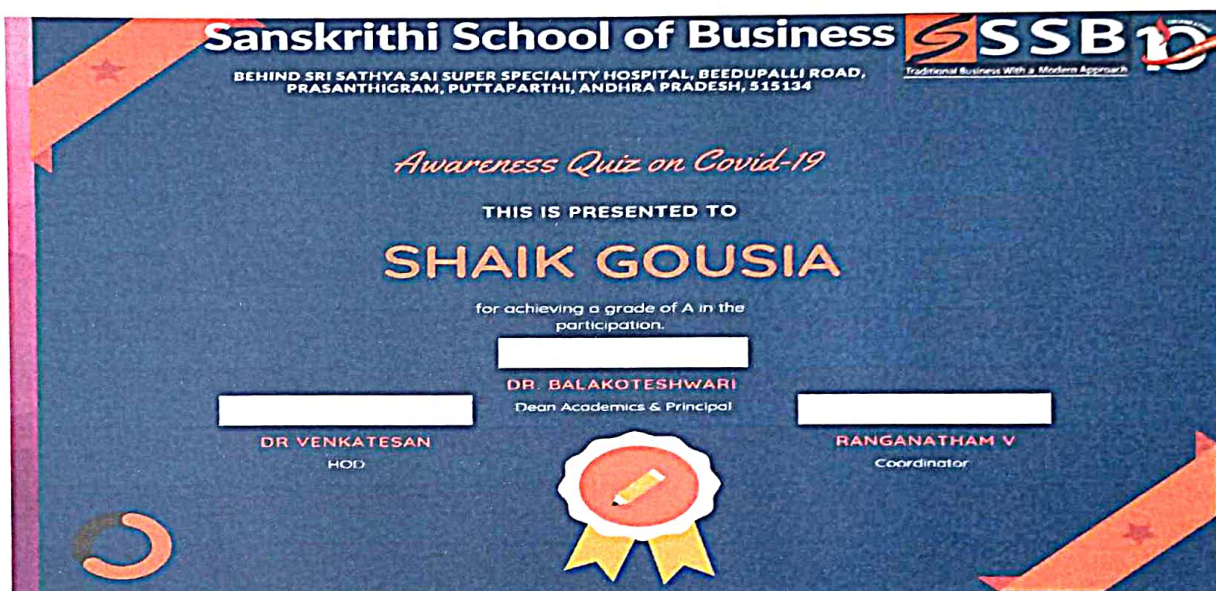 Sanskrithi School of Business
SSB
Traditional Business With a Modern Approach
10
BEHIND SRI SATHYA SAI SUPER SPECIALITY HOSPITAL, BEEDUPALLI ROAD,
PRASANTHIGRAM, PUTTAPARTHI, ANDHRA PRADESH, 515134
Awareness Quiz on Covid-19
THIS IS PRESENTED TO
SHAIK GOUSIA
for achieving a grade of A in the
participation.
DR. BALAKOTESHWARI
Dean Academics & Principal
DR VENKATESAN
HOD
RANGANATHAM V
Coordinator